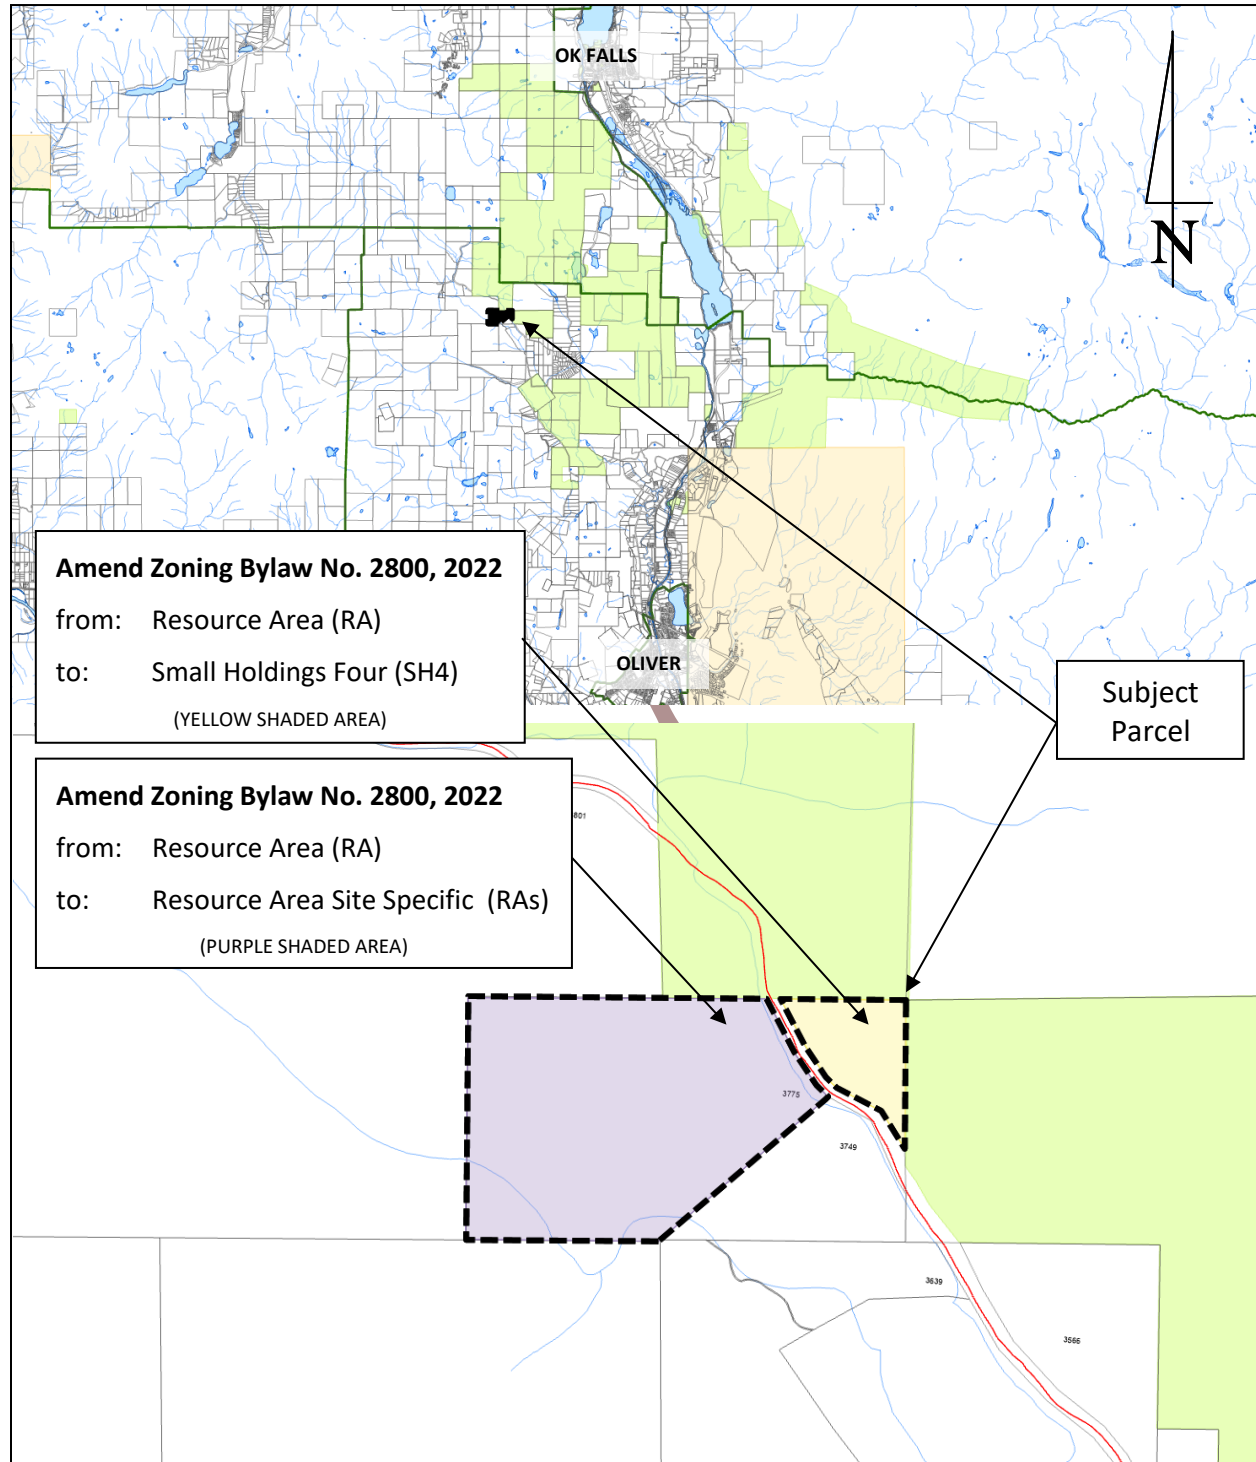 OK FALLS
N
Amend Zoning Bylaw No. 2800, 2022
from: Resource Area (RA)
to: Small Holdings Four (SH4)
(YELLOW SHADED AREA)
OLIVER
Subject
Parcel
Amend Zoning Bylaw No. 2800, 2022
from: Resource Area (RA)
to: Resource Area Site Specific (RAs)
(PURPLE SHADED AREA)
801
3775
3749
3639
3566